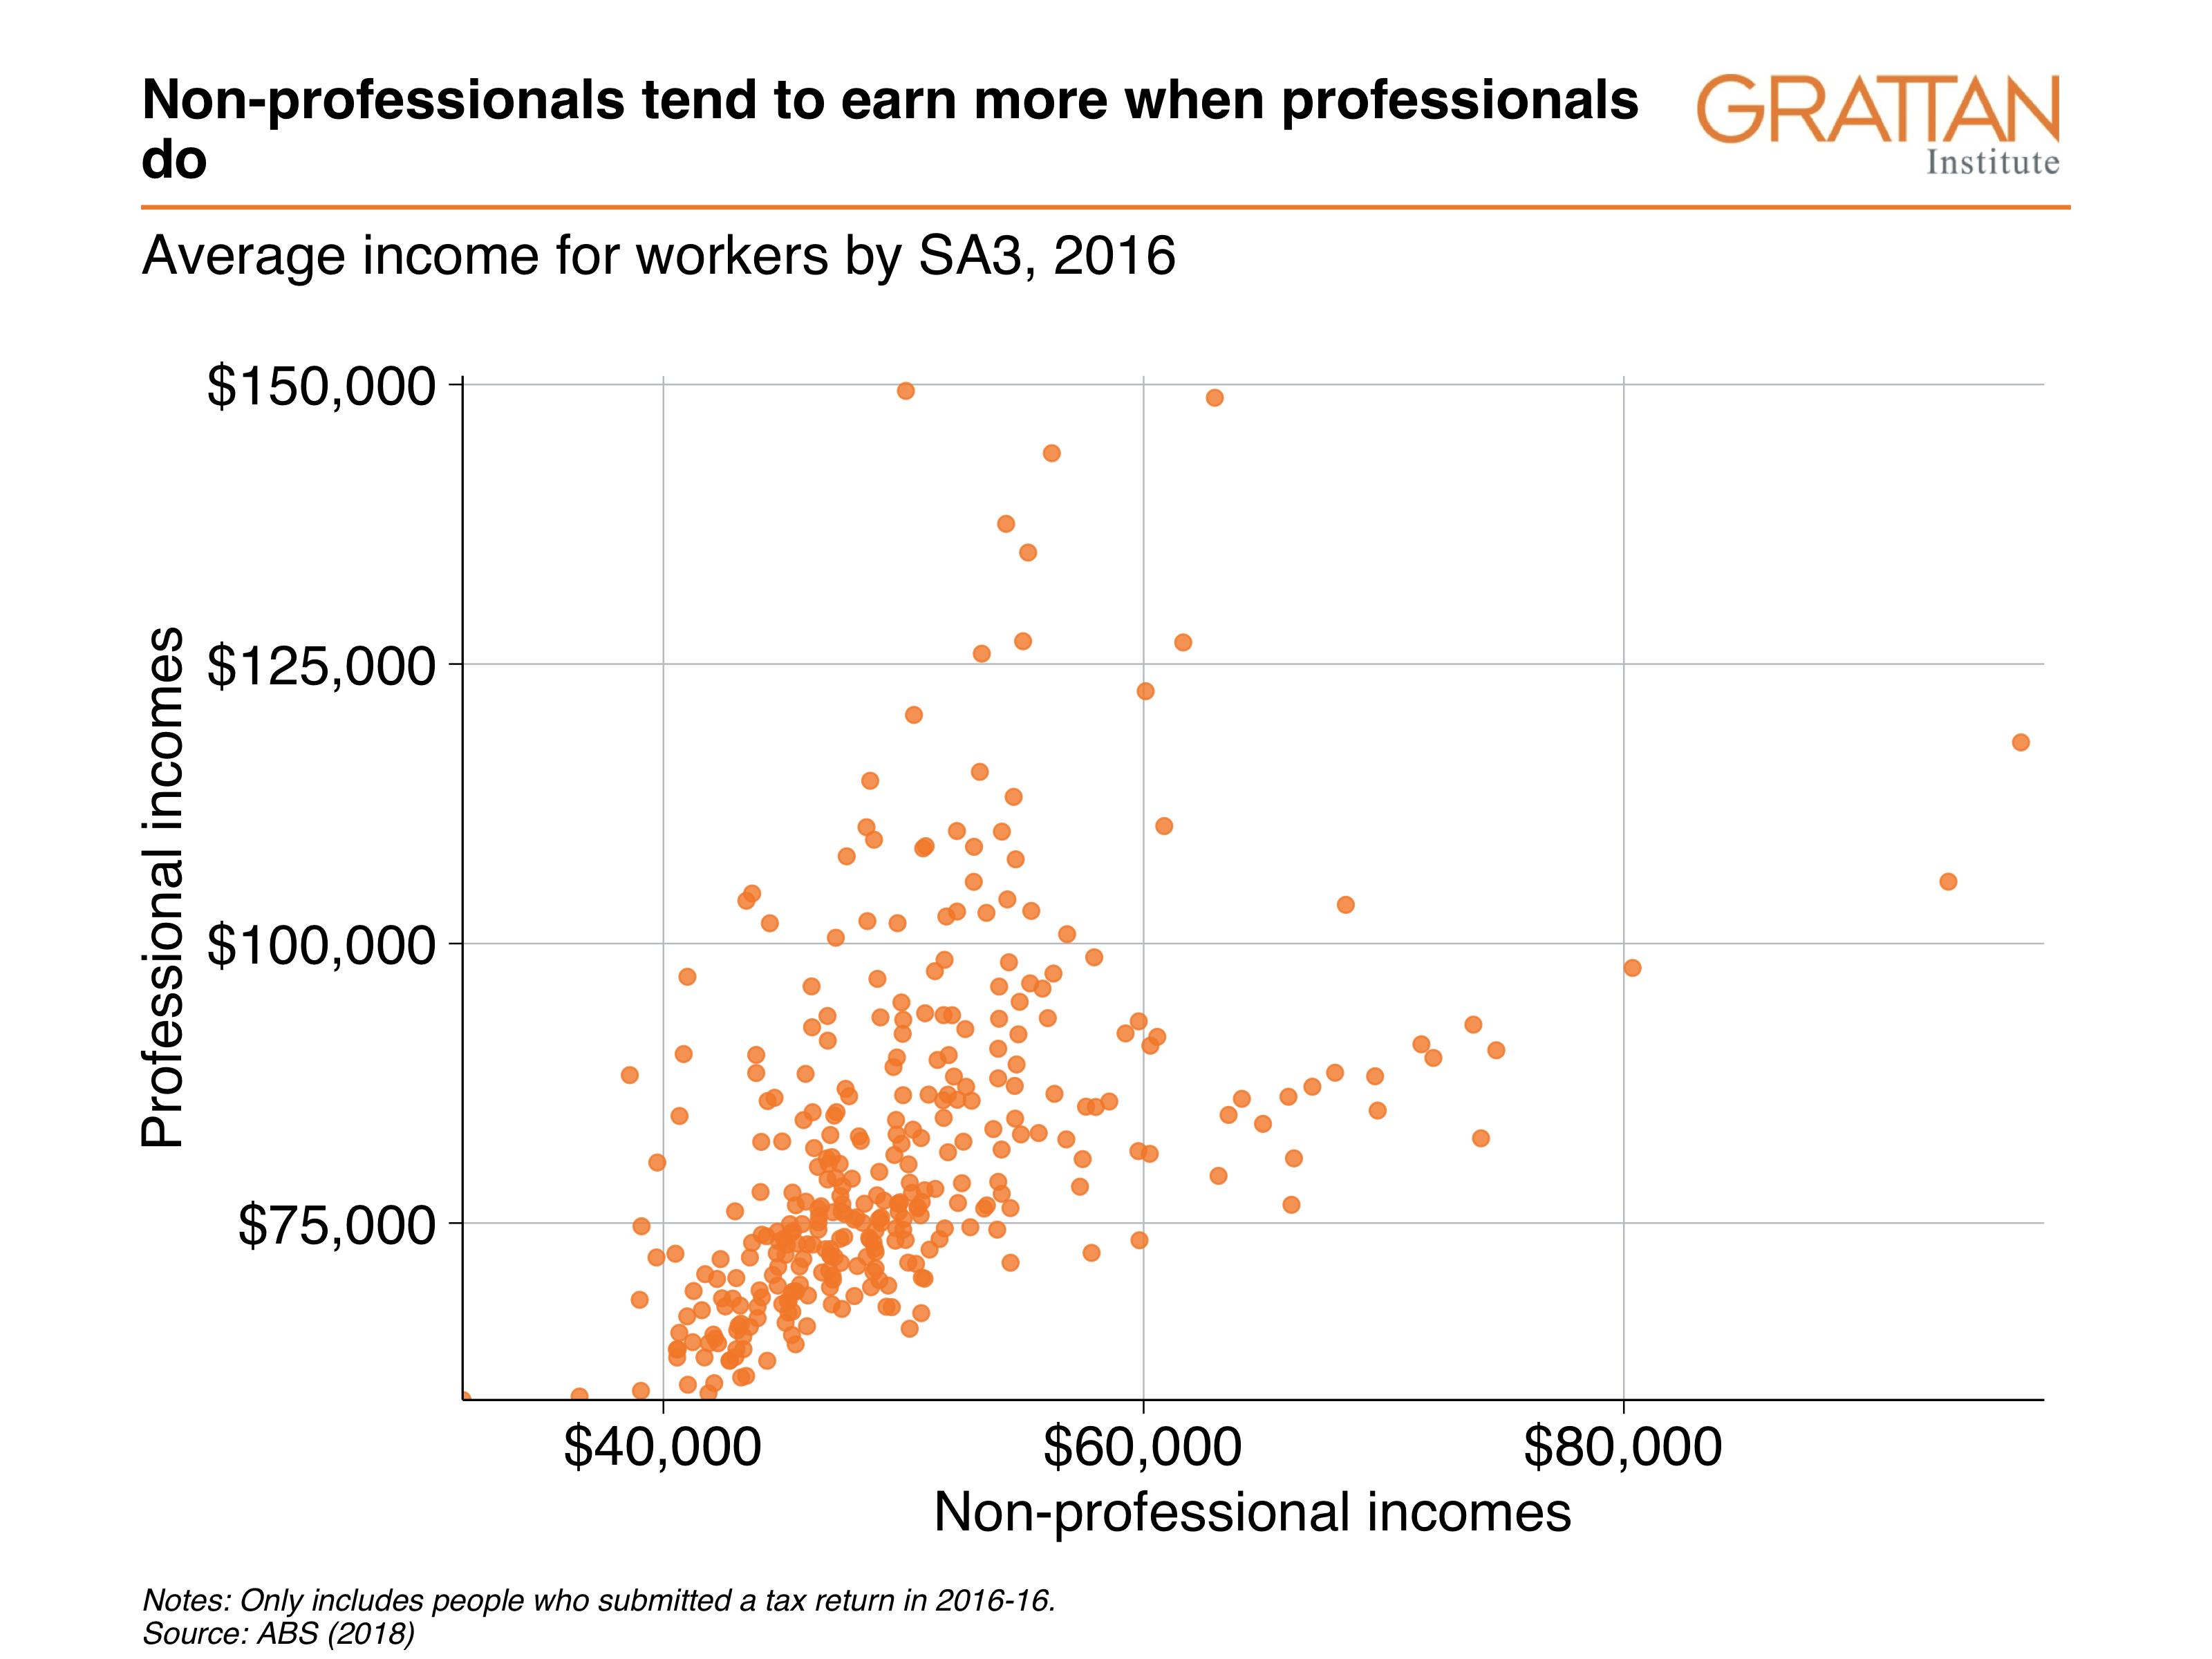 Non-professionals tend to earn more when professionals
do
GRATTAN
Institute
Average income for workers by SA3, 2016
Professional incomes
$150,000
$125,000
$100,000
$75,000
$40,000
$60,000
$80,000
Non-professional incomes
Notes: Only includes people who submitted a tax return in 2016-16.
Source: ABS (2018)